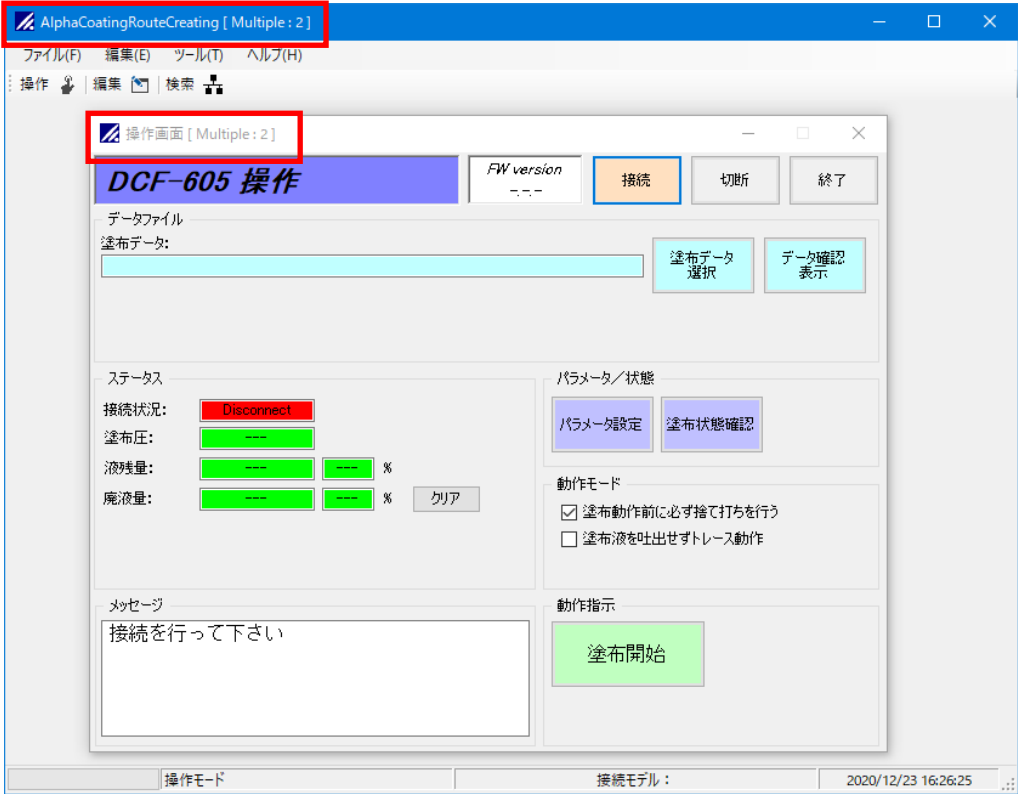 AlphaCoatingRouteCreating [ Multiple : 2 ]
ファイル(F) 編集(E) ツール(T) ヘルプ(H)
操作 編集 検索
操作画面 [ Multiple : 2 ]
DCF-605 操作
FW version
-.-.-
接続
切断
終了
データファイル
塗布データ:
塗布データ
選択
データ確認
表示
ステータス
接続状況: Disconnect
塗布圧: ---
液残量: --- --- %
廃液量: --- --- % クリア
パラメータ/状態
パラメータ設定
塗布状態確認
動作モード
塗布動作前に必ず捨て打ちを行う
塗布液を吐出せずトレース動作
メッセージ
接続を行って下さい
動作指示
塗布開始
操作モード
接続モデル:
2020/12/23 16:26:25